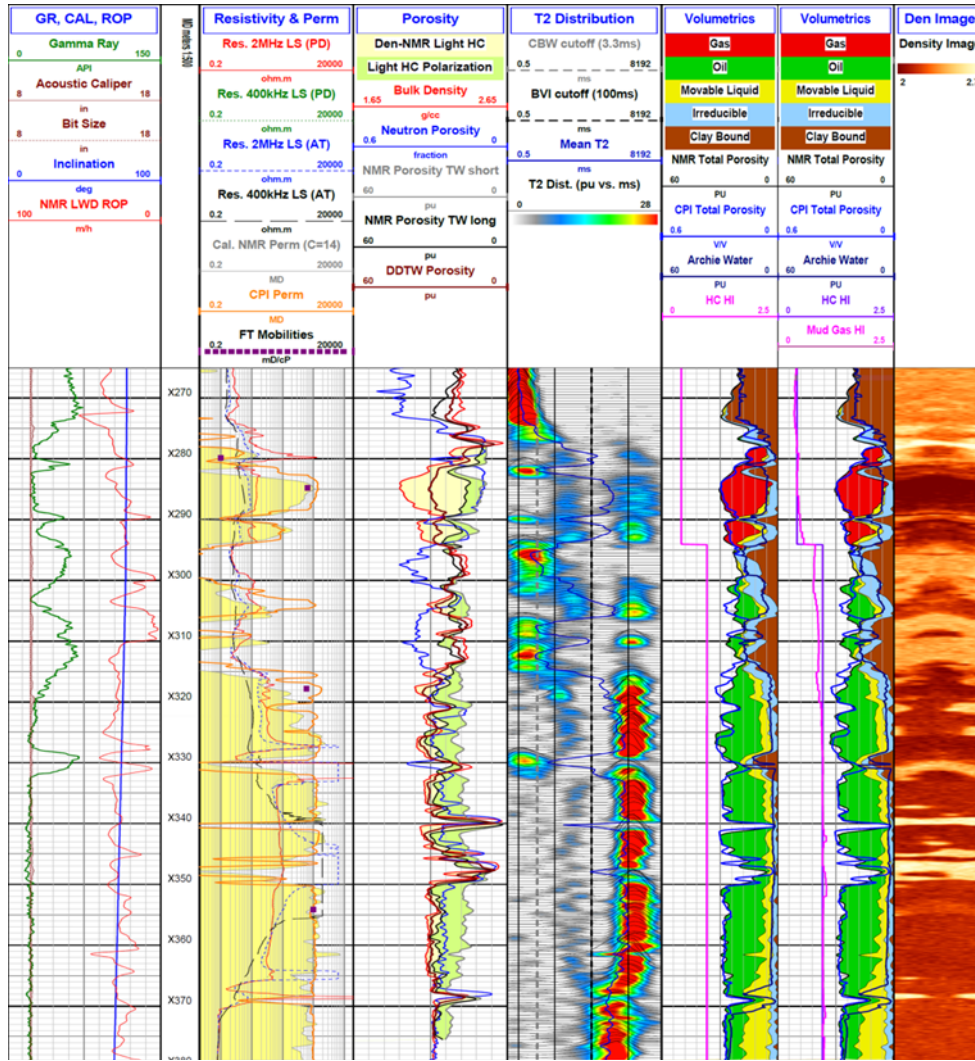 GR, CAL, ROP
Gamma Ray
0 150
API
Acoustic Caliper
8 18
in
Bit Size
8 18
in
Inclination
0 100
deg
NMR LWD ROP
100 0
m/h
MD meters 1:500
Resistivity & Perm
Res. 2MHz LS (PD)
0.2 20000
ohm.m
Res. 400kHz LS (PD)
0.2 20000
ohm.m
Res. 2MHz LS (AT)
0.2 20000
ohm.m
Res. 400kHz LS (AT)
0.2 20000
ohm.m
Cal. NMR Perm (C=14)
0.2 20000
MD
CPI Perm
0.2 20000
MD
FT Mobilities
0.2 20000
mD/cP
Porosity
Den-NMR Light HC
Light HC Polarization
Bulk Density
1.65 2.65
g/cc
Neutron Porosity
0.6 0
fraction
NMR Porosity TW short
60 0
pu
NMR Porosity TW long
60 0
pu
DDTW Porosity
60 0
pu
T2 Distribution
CBW cutoff (3.3ms)
0.5 8192
ms
BVI cutoff (100ms)
0.5 8192
ms
Mean T2
0.5 8192
ms
T2 Dist. (pu vs. ms)
0 28
Volumetrics
Gas
Oil
Movable Liquid
Irreducible
Clay Bound
NMR Total Porosity
60 0
PU
CPI Total Porosity
0.6 0
V/V
Archie Water
60 0
PU
HC HI
0 2.5
Volumetrics
Gas
Oil
Movable Liquid
Irreducible
Clay Bound
NMR Total Porosity
60 0
PU
CPI Total Porosity
0.6 0
V/V
Archie Water
60 0
PU
HC HI
0 2.5
Mud Gas HI
0 2.5
Den Image
Density Image
2
X270
X280
X290
X300
X310
X320
X330
X340
X350
X360
X370
X380